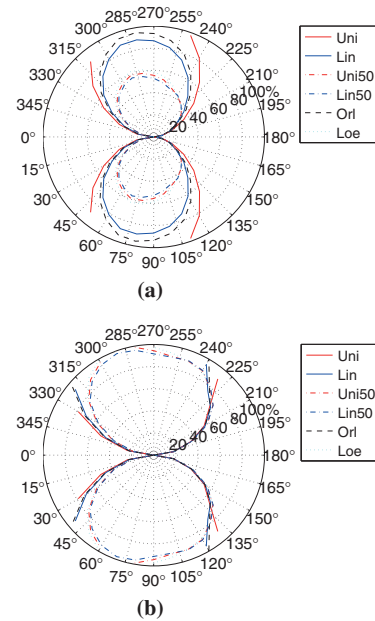 270°
285° 255°
300° 240°
315° 225°
330° 210°
345° 195°
0° 180°
15° 165°
30° 150°
45° 135°
60° 120°
75° 105°
90°
20 40 60 80 100%
Uni
Lin
Uni50
Lin50
Orl
Loe
(a)
270°
285° 255°
300° 240°
315° 225°
330° 210°
345° 195°
0° 180°
15° 165°
30° 150°
45° 135°
60° 120°
75° 105°
90°
20 40 60 80 100%
Uni
Lin
Uni50
Lin50
Orl
Loe
(b)